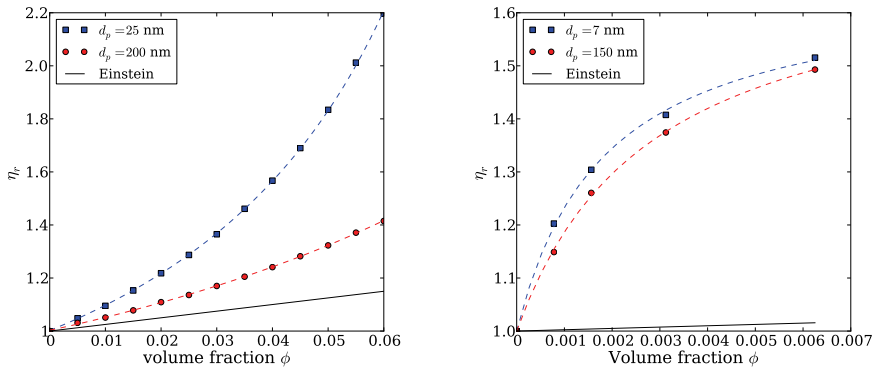 2.2
2.0
1.8
1.6
1.4
1.2
1
η_r
d_p = 25 nm
d_p = 200 nm
Einstein
0 0.01 0.02 0.03 0.04 0.05 0.06
volume fraction ϕ
1.6
1.5
1.4
1.3
1.2
1.1
1.0
η_r
d_p = 7 nm
d_p = 150 nm
Einstein
0 0.001 0.002 0.003 0.004 0.005 0.006 0.007
Volume fraction ϕ